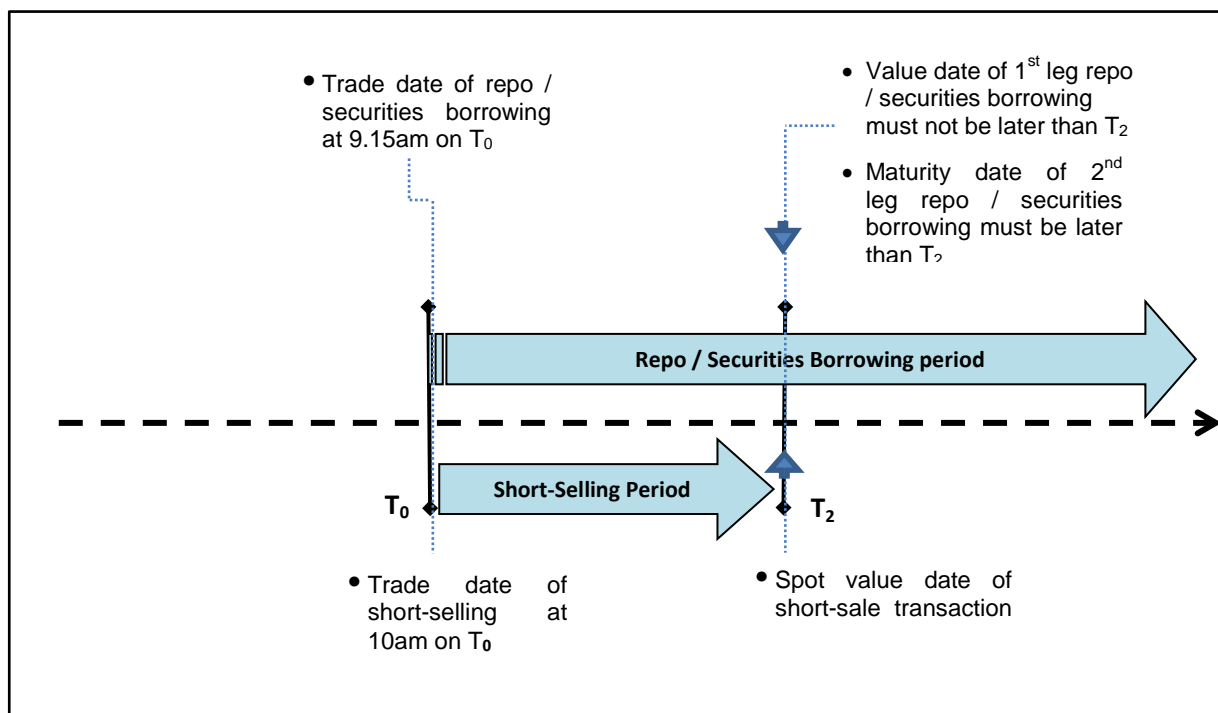 • Trade date of repo /
securities borrowing
at 9.15am on T₀
• Value date of 1ˢᵗ leg repo
/ securities borrowing
must not be later than T₂
• Maturity date of 2ⁿᵈ
leg repo / securities
borrowing must be later
than T₂
Repo / Securities Borrowing period
Short-Selling Period
T₀
T₂
• Trade date of
short-selling at
10am on T₀
• Spot value date of
short-sale transaction